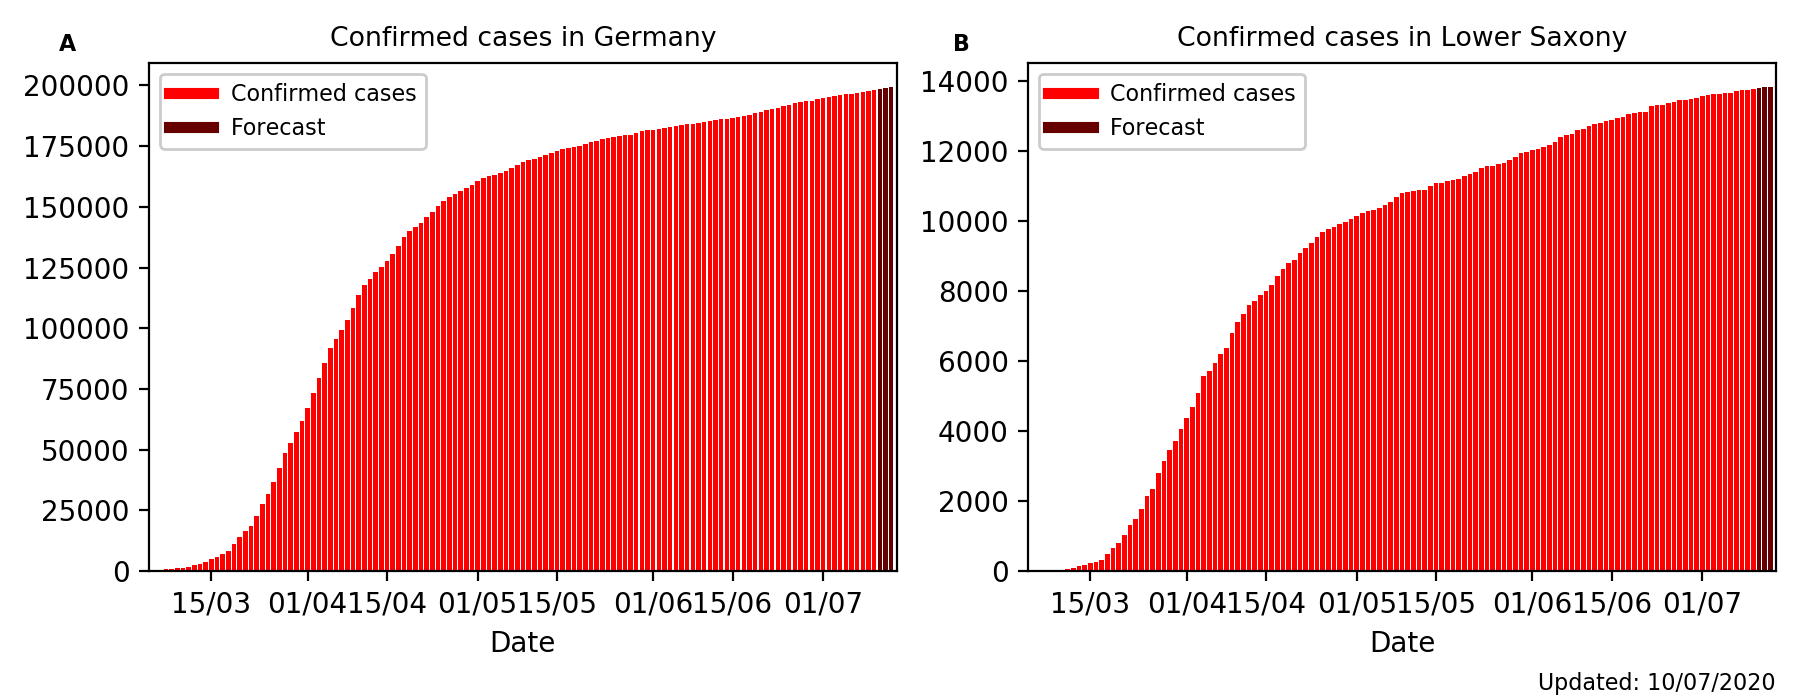 A
Confirmed cases in Germany
Confirmed cases
Forecast
200000
175000
150000
125000
100000
75000
50000
25000
0
15/03 01/04 15/04 01/05 15/05 01/06 15/06 01/07
Date
B
Confirmed cases in Lower Saxony
Confirmed cases
Forecast
14000
12000
10000
8000
6000
4000
2000
0
15/03 01/04 15/04 01/05 15/05 01/06 15/06 01/07
Date
Updated: 10/07/2020